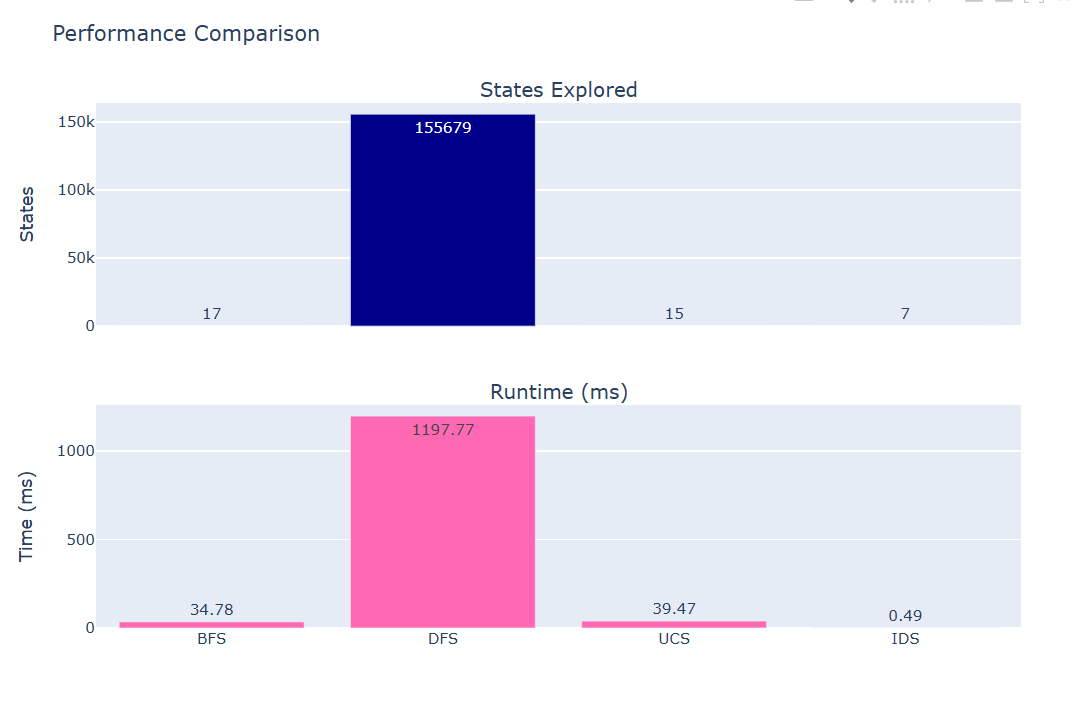 Performance Comparison
States Explored
150k
100k
50k
0
States
155679
17
15
7
Runtime (ms)
1000
500
0
Time (ms)
1197.77
34.78
39.47
0.49
BFS
DFS
UCS
IDS